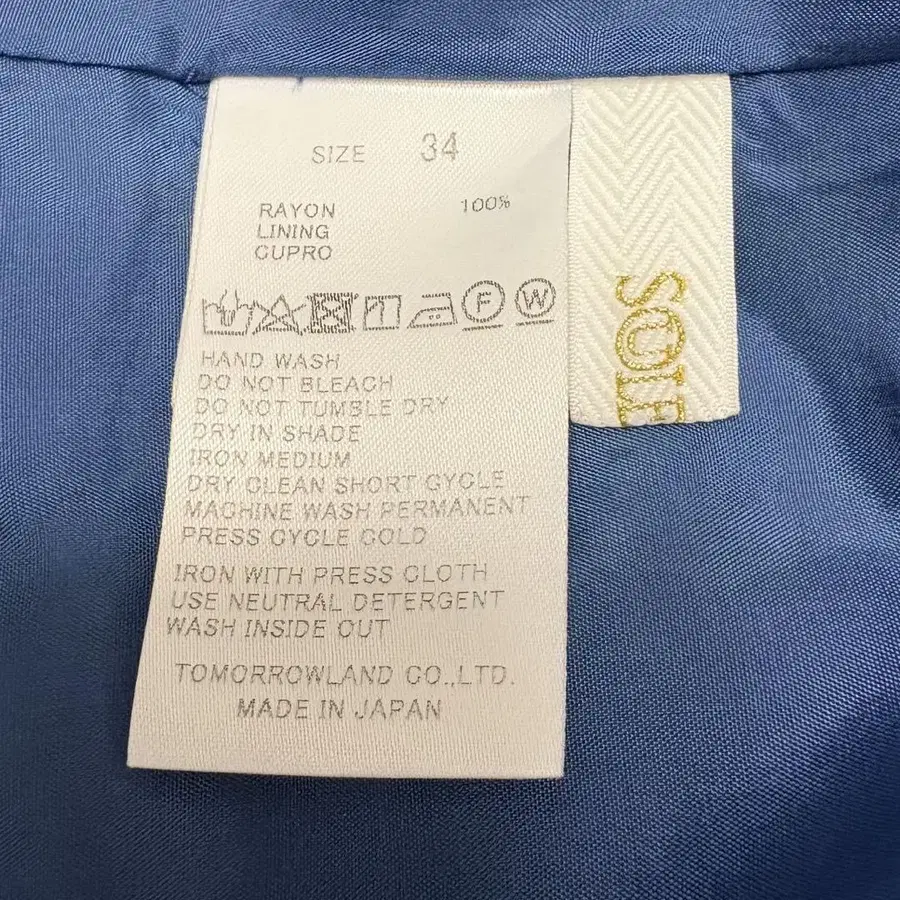 SIZE 34
RAYON 100%
LINING
CUPRO
F W
HAND WASH
DO NOT BLEACH
DO NOT TUMBLE DRY
DRY IN SHADE
IRON MEDIUM
DRY CLEAN SHORT CYCLE
MACHINE WASH PERMANENT
PRESS CYCLE COLD
IRON WITH PRESS CLOTH
USE NEUTRAL DETERGENT
WASH INSIDE OUT
TOMORROWLAND CO.,LTD.
MADE IN JAPAN